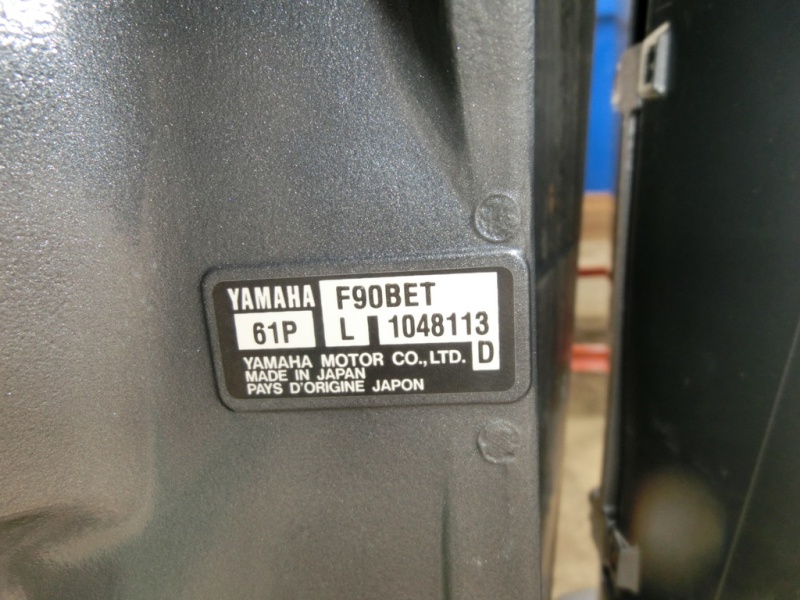 YAMAHA F90BET
61P L 1048113
YAMAHA MOTOR CO.,LTD. D
MADE IN JAPAN
PAYS D'ORIGINE JAPON